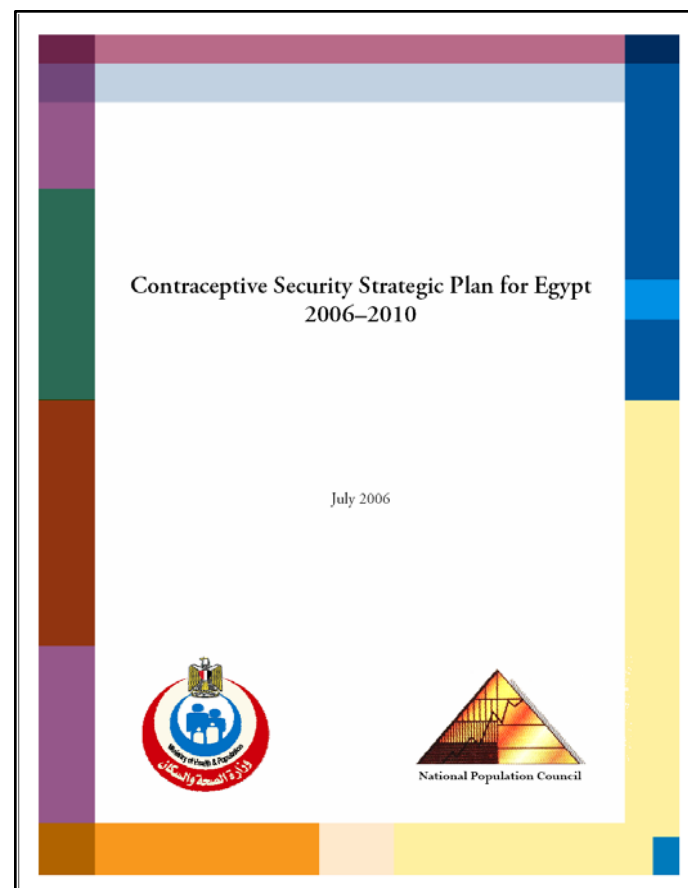 Contraceptive Security Strategic Plan for Egypt
2006–2010
July 2006
Ministry of Health & Population
وزارة الصحة والسكان
National Population Council